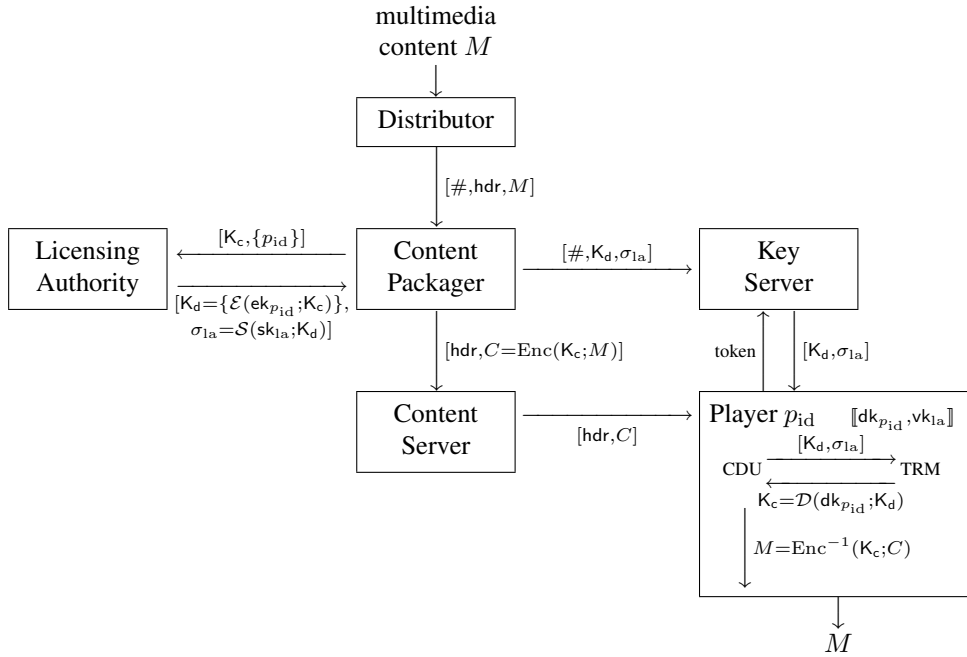 multimedia
content M
Distributor
[#,hdr,M]
Licensing
Authority
[K_c,{p_id}]
[K_d={ℰ(ek_{p_id};K_c)},
σ_la=𝒮(sk_la;K_d)]
Content
Packager
[#,K_d,σ_la]
Key
Server
[hdr,C=Enc(K_c;M)]
token
[K_d,σ_la]
Content
Server
[hdr,C]
Player p_id ⟦dk_{p_id},vk_la⟧
[K_d,σ_la]
CDU TRM
K_c=𝒟(dk_{p_id};K_d)
M=Enc⁻¹(K_c;C)
M